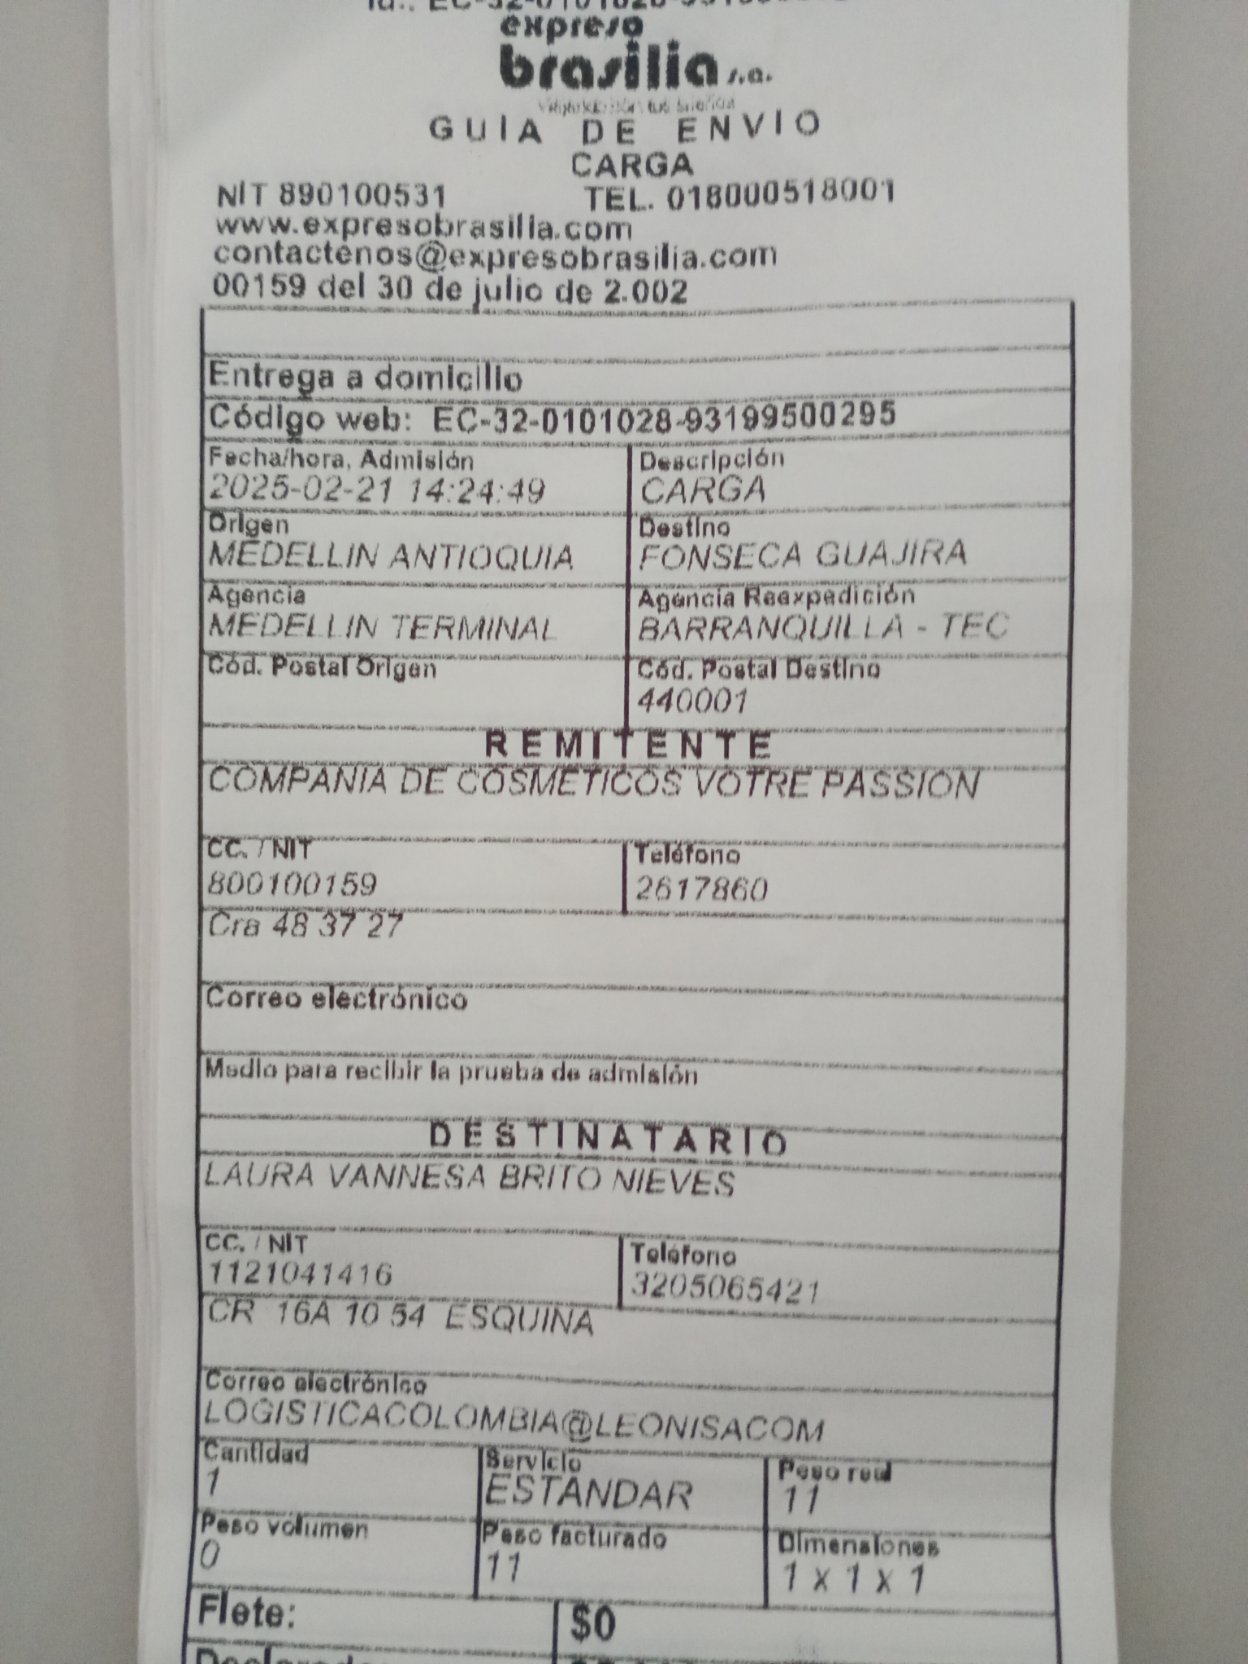 expreso
brasilia s.a.
GUIA DE ENVIO
CARGA
NIT 890100531 TEL. 018000518001
www.expresobrasilia.com
contactenos@expresobrasilia.com
00159 del 30 de julio de 2.002
Entrega a domicilio
Código web: EC-32-0101028-93199500295
Fecha/hora, Admisión Descripción
2025-02-21 14:24:49 CARGA
Origen Destino
MEDELLIN ANTIOQUIA FONSECA GUAJIRA
Agencia Agencia Reexpedición
MEDELLIN TERMINAL BARRANQUILLA - TEC
Cód. Postal Origen Cód. Postal Destino
440001
REMITENTE
COMPANIA DE COSMETICOS VOTRE PASSION
CC. / NIT Teléfono
800100159 2617860
Cra 48 37 27
Correo electrónico
Medio para recibir la prueba de admisión
DESTINATARIO
LAURA VANNESA BRITO NIEVES
CC. / NIT Teléfono
1121041416 3205065421
CR 16A 10 54 ESQUINA
Correo electrónico
LOGISTICACOLOMBIA@LEONISACOM
Cantidad Servicio Peso real
1 ESTANDAR 11
Peso volumen Peso facturado Dimensiones
0 11 1 x 1 x 1
Flete: $0